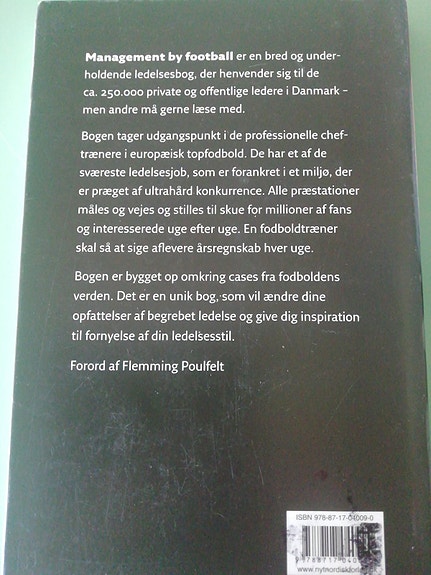 Management by football er en bred og under-
holdende ledelsesbog, der henvender sig til de
ca. 250.000 private og offentlige ledere i Danmark –
men andre må gerne læse med.
Bogen tager udgangspunkt i de professionelle chef-
trænere i europæisk topfodbold. De har et af de
sværeste ledelsesjob, som er forankret i et miljø, der
er præget af ultrahård konkurrence. Alle præstationer
måles og vejes og stilles til skue for millioner af fans
og interesserede uge efter uge. En fodboldtræner
skal så at sige aflevere årsregnskab hver uge.
Bogen er bygget op omkring cases fra fodboldens
verden. Det er en unik bog, som vil ændre dine
opfattelser af begrebet ledelse og give dig inspiration
til fornyelse af din ledelsesstil.
Forord af Flemming Poulfelt
ISBN 978-87-17-04009-0